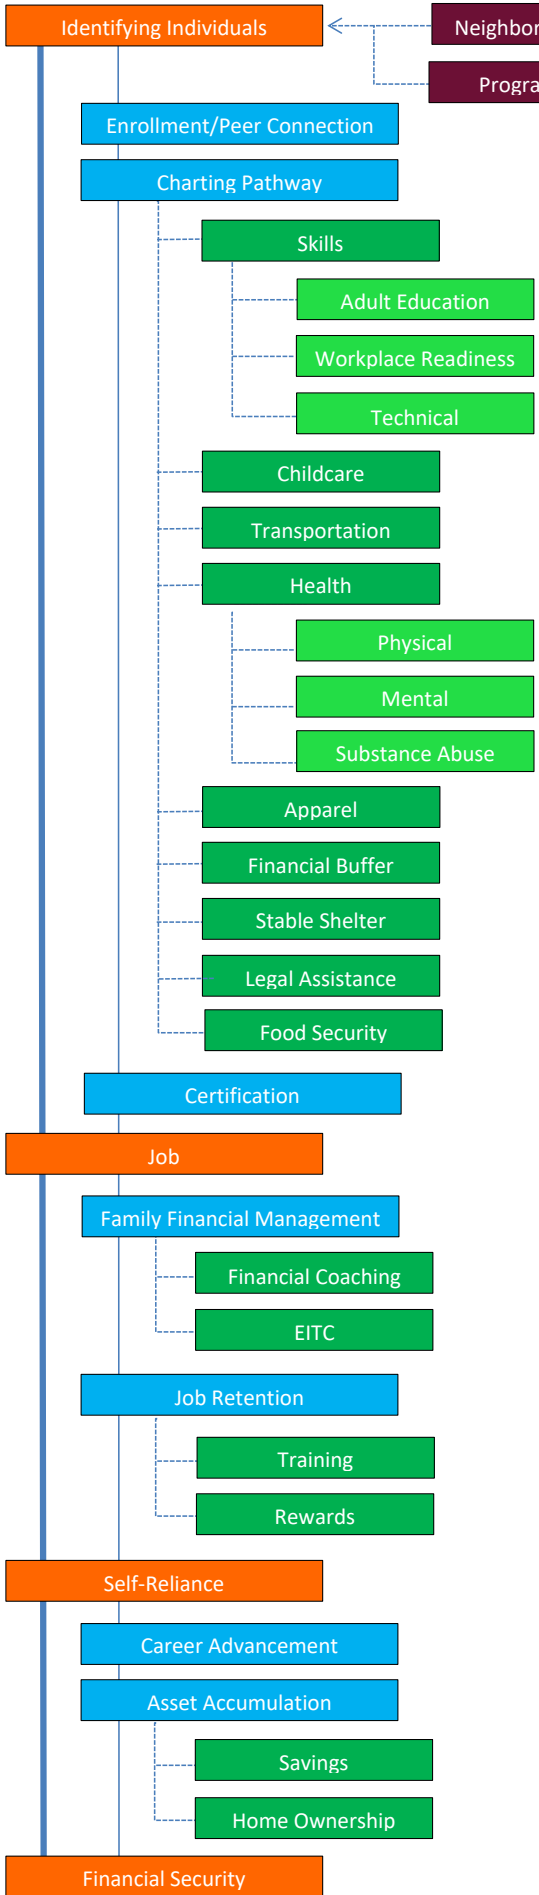 Identifying Individuals
Enrollment/Peer Connection
Charting Pathway
Skills
Adult Education
Workplace Readiness
Technical
Childcare
Transportation
Health
Physical
Mental
Substance Abuse
Apparel
Financial Buffer
Stable Shelter
Legal Assistance
Food Security
Certification
Job
Family Financial Management
Financial Coaching
EITC
Job Retention
Training
Rewards
Self-Reliance
Career Advancement
Asset Accumulation
Savings
Home Ownership
Financial Security